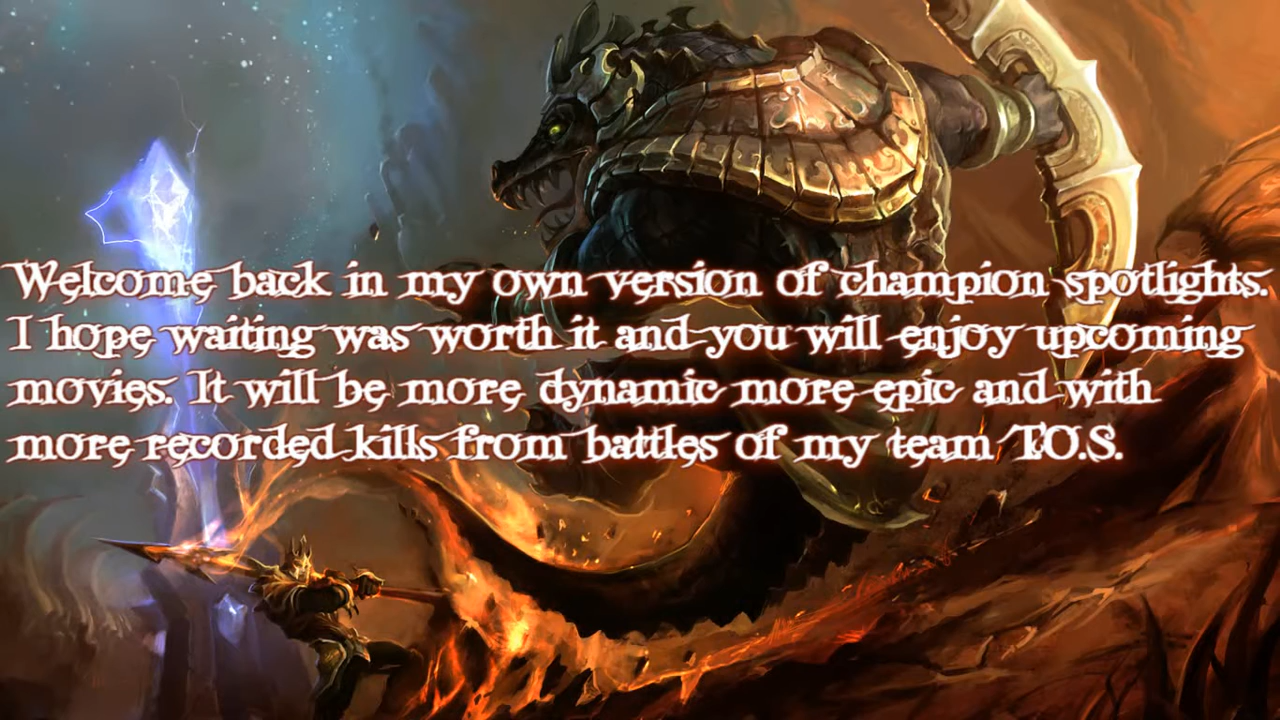 Welcome back in my own version of champion spotlights.
I hope waiting was worth it and you will enjoy upcoming
movies. It will be more dynamic more epic and with
more recorded kills from battles of my team T.O.S.